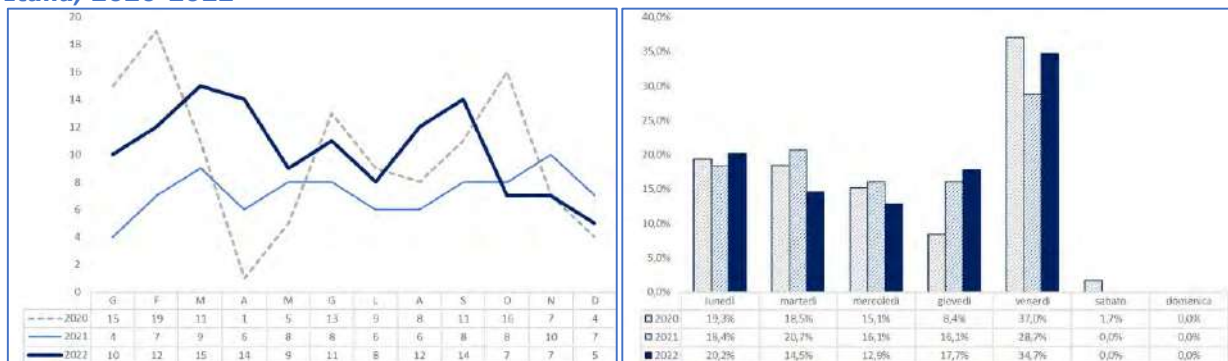 Italia, 2020-2022
20
18
16
14
12
10
8
6
4
2
0
G F M A M G L A S O N D
2020 15 19 11 1 5 13 9 8 11 16 7 4
2021 4 7 9 6 8 8 6 6 8 8 10 7
2022 10 12 15 14 9 11 8 12 14 7 7 5
40,0%
35,0%
30,0%
25,0%
20,0%
15,0%
10,0%
5,0%
0,0%
lunedì martedì mercoledì giovedì venerdì sabato domenica
2020 19,3% 18,5% 15,1% 8,4% 37,0% 1,7% 0,0%
2021 18,4% 20,7% 16,1% 16,1% 28,7% 0,0% 0,0%
2022 20,2% 14,5% 12,9% 17,7% 34,7% 0,0% 0,0%